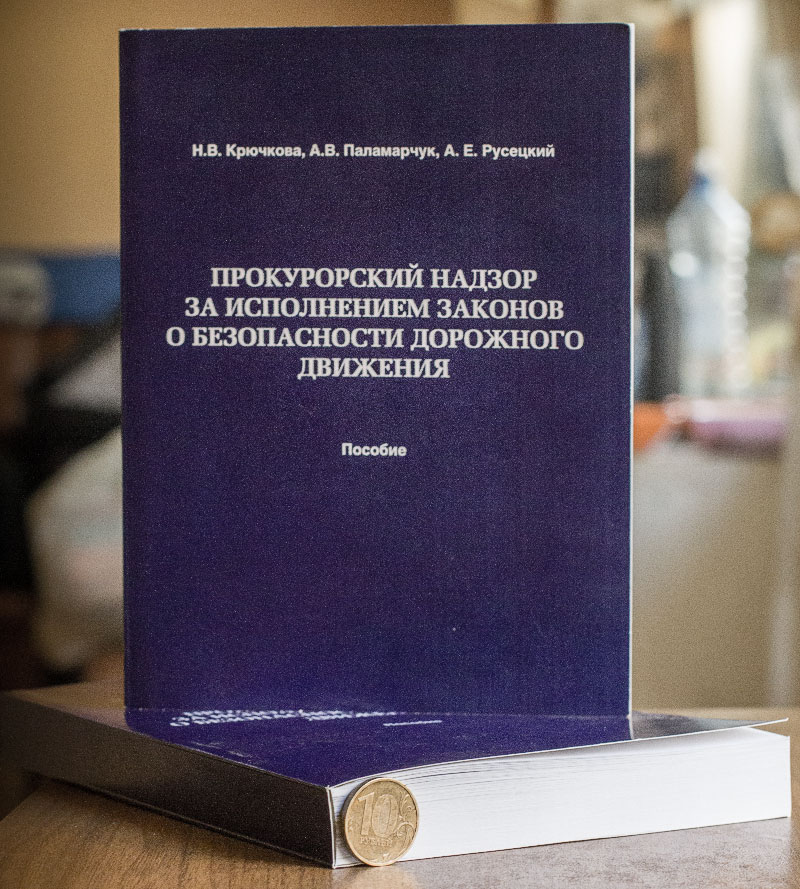 Н.В. Крючкова, А.В. Паламарчук, А. Е. Русецкий
ПРОКУРОРСКИЙ НАДЗОР
ЗА ИСПОЛНЕНИЕМ ЗАКОНОВ
О БЕЗОПАСНОСТИ ДОРОЖНОГО
ДВИЖЕНИЯ
Пособие
10